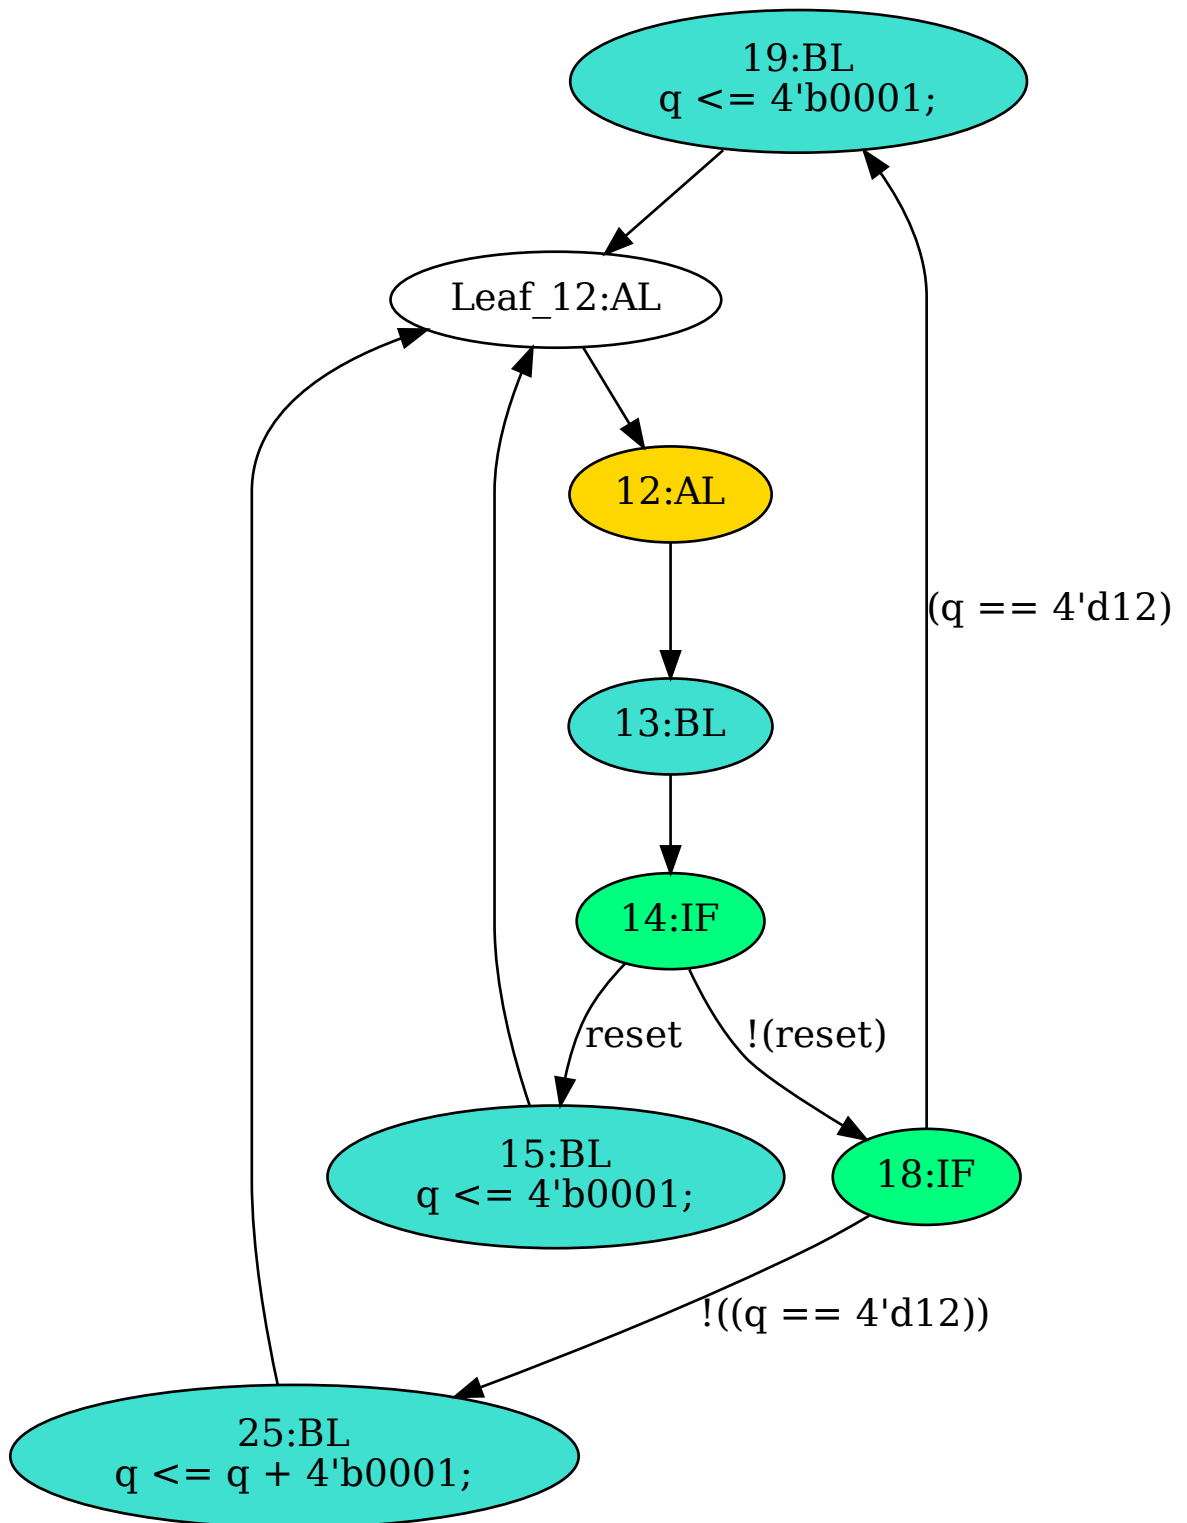 19:BL
q <= 4'b0001;
Leaf_12:AL
12:AL
(q == 4'd12)
13:BL
14:IF
reset
!(reset)
15:BL
q <= 4'b0001;
18:IF
!((q == 4'd12))
25:BL
q <= q + 4'b0001;